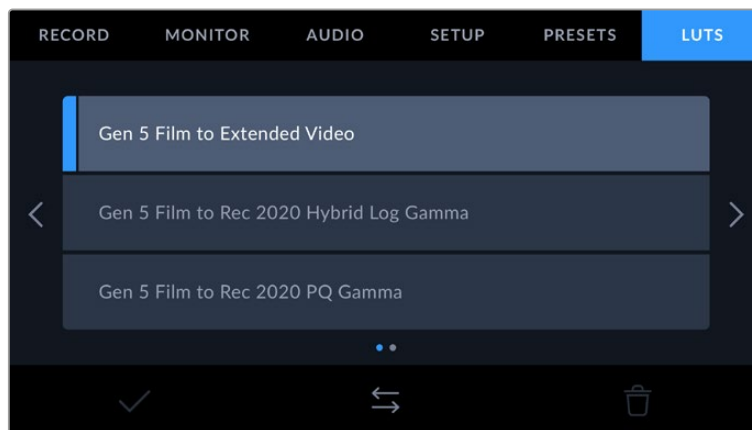 RECORD MONITOR AUDIO SETUP PRESETS LUTS
Gen 5 Film to Extended Video
Gen 5 Film to Rec 2020 Hybrid Log Gamma
Gen 5 Film to Rec 2020 PQ Gamma